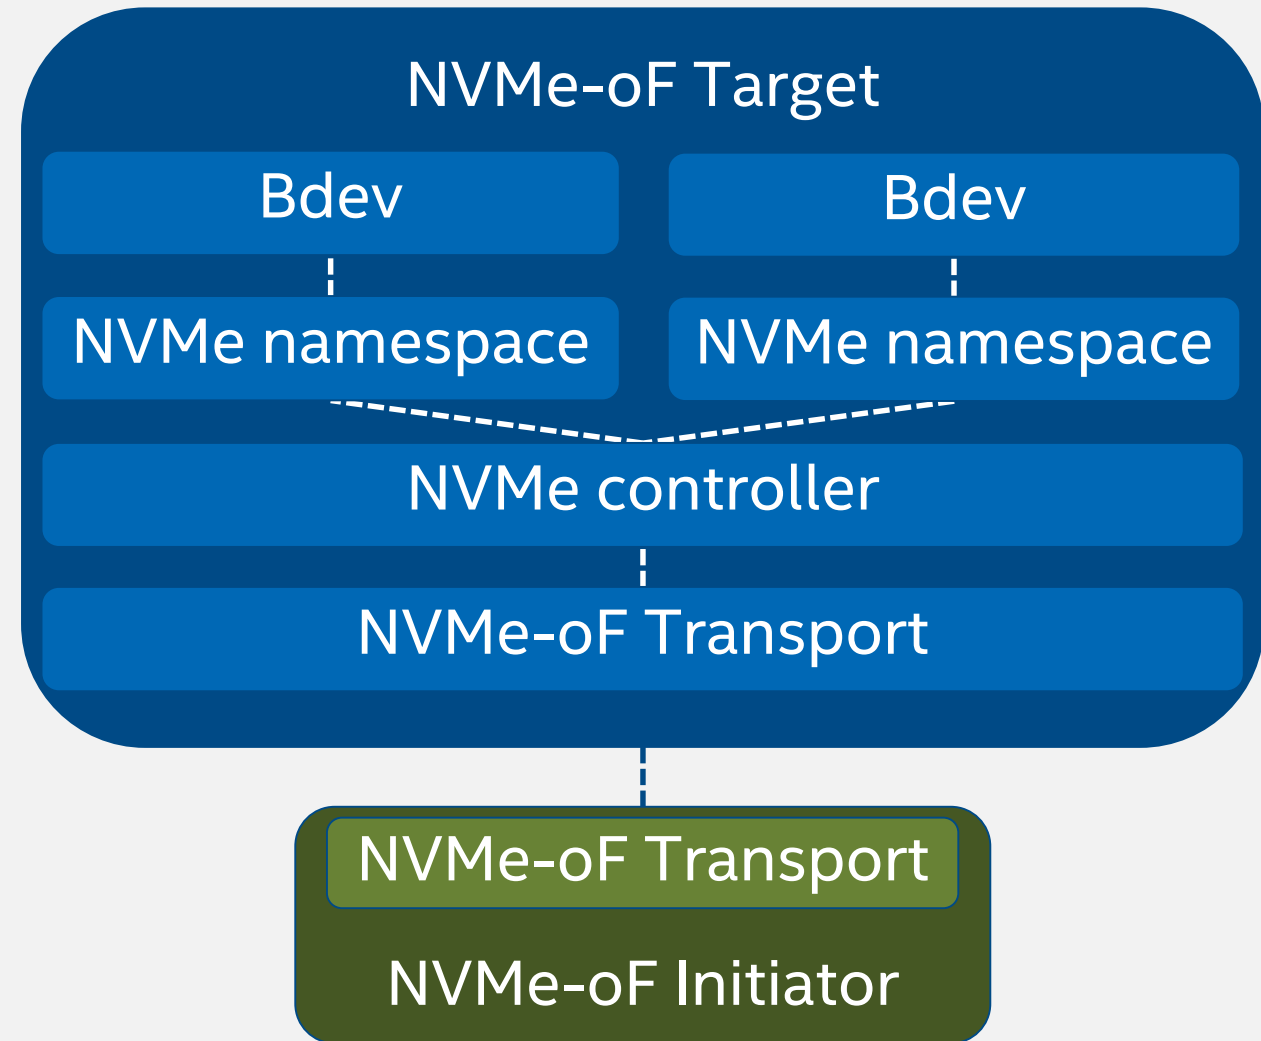 NVMe-oF Target
Bdev
Bdev
NVMe namespace
NVMe namespace
NVMe controller
NVMe-oF Transport
NVMe-oF Transport
NVMe-oF Initiator